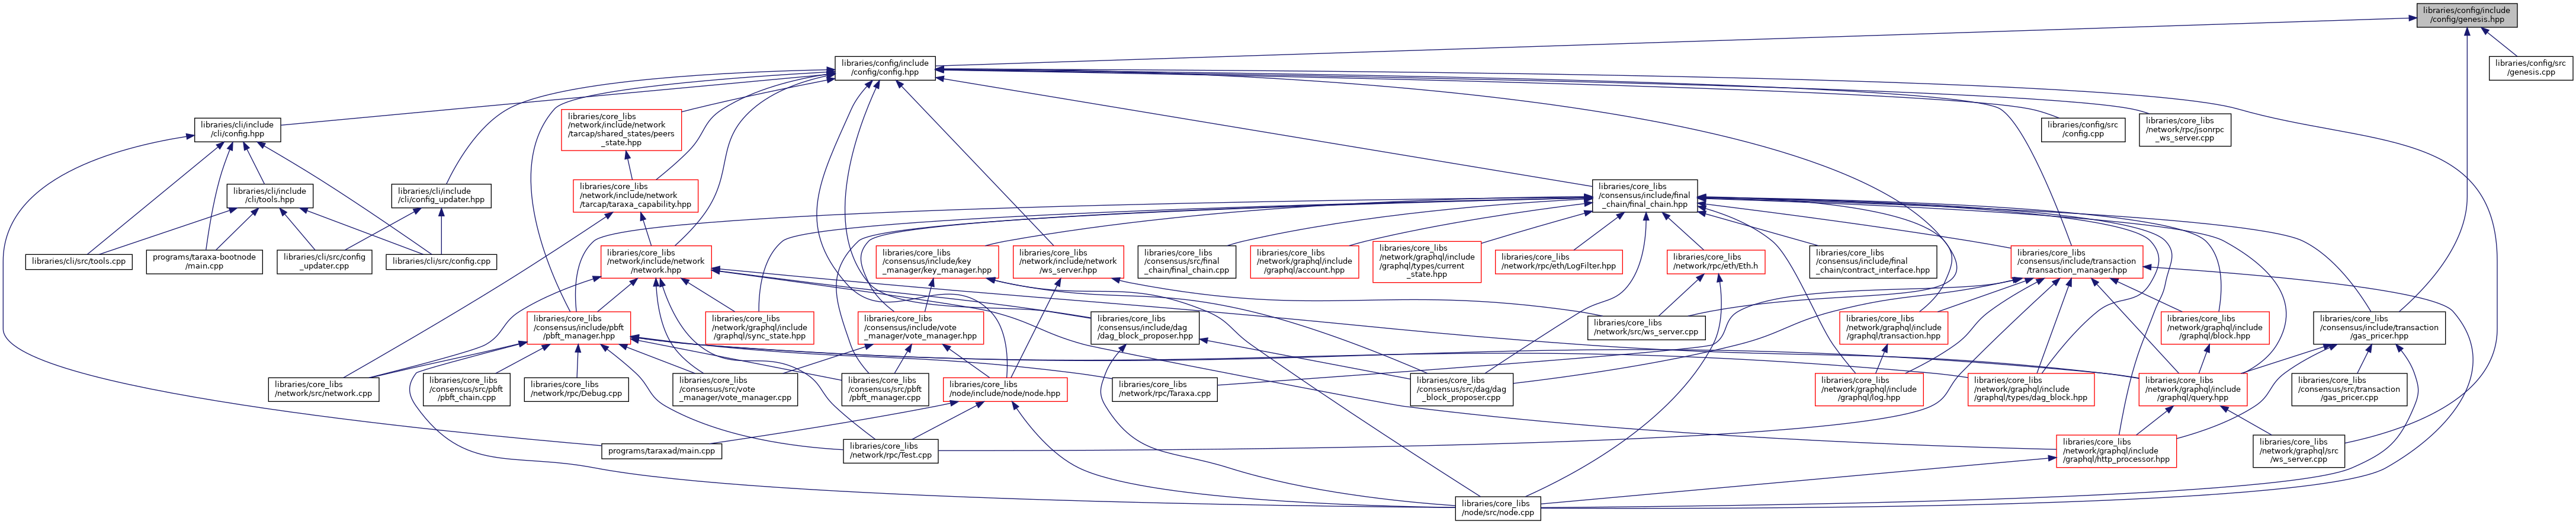 libraries/config/include
/config/genesis.hpp
libraries/config/include
/config/config.hpp
libraries/config/src
/genesis.cpp
libraries/core_libs
/network/include/network
/tarcap/shared_states/peers
_state.hpp
libraries/cli/include
/cli/config.hpp
libraries/config/src
/config.cpp
libraries/core_libs
/network/rpc/jsonrpc
_ws_server.cpp
libraries/cli/include
/cli/tools.hpp
libraries/cli/include
/cli/config_updater.hpp
libraries/core_libs
/network/include/network
/tarcap/taraxa_capability.hpp
libraries/core_libs
/consensus/include/final
_chain/final_chain.hpp
libraries/cli/src/tools.cpp
programs/taraxa-bootnode
/main.cpp
libraries/cli/src/config
_updater.cpp
libraries/cli/src/config.cpp
libraries/core_libs
/network/include/network
/network.hpp
libraries/core_libs
/consensus/include/key
_manager/key_manager.hpp
libraries/core_libs
/network/include/network
/ws_server.hpp
libraries/core_libs
/consensus/src/final
_chain/final_chain.cpp
libraries/core_libs
/network/graphql/include
/graphql/account.hpp
libraries/core_libs
/network/graphql/include
/graphql/types/current
_state.hpp
libraries/core_libs
/network/rpc/eth/LogFilter.hpp
libraries/core_libs
/network/rpc/eth/Eth.h
libraries/core_libs
/consensus/include/final
_chain/contract_interface.hpp
libraries/core_libs
/consensus/include/transaction
/transaction_manager.hpp
libraries/core_libs
/consensus/include/pbft
/pbft_manager.hpp
libraries/core_libs
/network/graphql/include
/graphql/sync_state.hpp
libraries/core_libs
/consensus/include/vote
_manager/vote_manager.hpp
libraries/core_libs
/consensus/include/dag
/dag_block_proposer.hpp
libraries/core_libs
/network/src/ws_server.cpp
libraries/core_libs
/network/graphql/include
/graphql/transaction.hpp
libraries/core_libs
/network/graphql/include
/graphql/block.hpp
libraries/core_libs
/consensus/include/transaction
/gas_pricer.hpp
libraries/core_libs
/network/src/network.cpp
libraries/core_libs
/consensus/src/pbft
/pbft_chain.cpp
libraries/core_libs
/network/rpc/Debug.cpp
libraries/core_libs
/consensus/src/vote
_manager/vote_manager.cpp
libraries/core_libs
/consensus/src/pbft
/pbft_manager.cpp
libraries/core_libs
/node/include/node/node.hpp
libraries/core_libs
/network/rpc/Taraxa.cpp
libraries/core_libs
/consensus/src/dag/dag
_block_proposer.cpp
libraries/core_libs
/network/graphql/include
/graphql/log.hpp
libraries/core_libs
/network/graphql/include
/graphql/types/dag_block.hpp
libraries/core_libs
/network/graphql/include
/graphql/query.hpp
libraries/core_libs
/consensus/src/transaction
/gas_pricer.cpp
programs/taraxad/main.cpp
libraries/core_libs
/network/rpc/Test.cpp
libraries/core_libs
/network/graphql/include
/graphql/http_processor.hpp
libraries/core_libs
/network/graphql/src
/ws_server.cpp
libraries/core_libs
/node/src/node.cpp